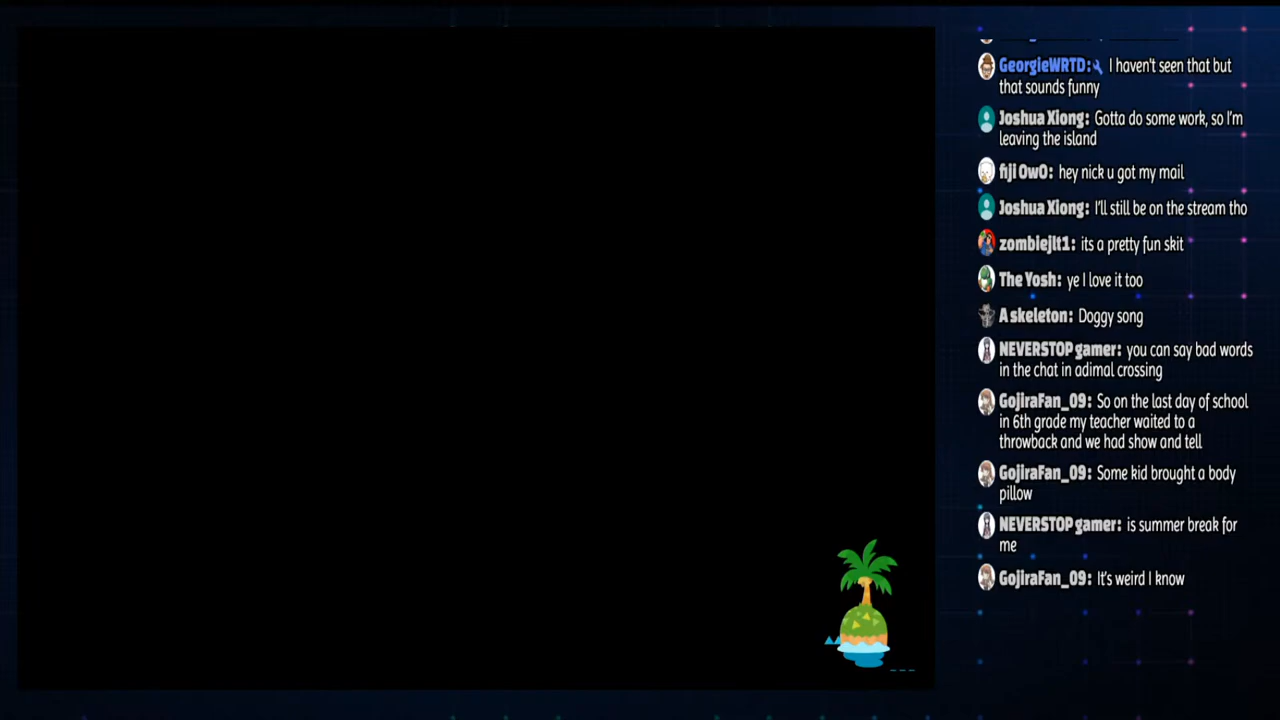 GeorgieWRTD: I haven't seen that but
that sounds funny
Joshua Xiong: Gotta do some work, so I'm
leaving the island
fiji OwO: hey nick u got my mail
Joshua Xiong: I'll still be on the stream tho
zombiejlt1: its a pretty fun skit
The Yosh: ye I love it too
A skeleton: Doggy song
NEVERSTOP gamer: you can say bad words
in the chat in adimal crossing
GojiraFan_09: So on the last day of school
in 6th grade my teacher waited to a
throwback and we had show and tell
GojiraFan_09: Some kid brought a body
pillow
NEVERSTOP gamer: is summer break for
me
GojiraFan_09: It's weird I know